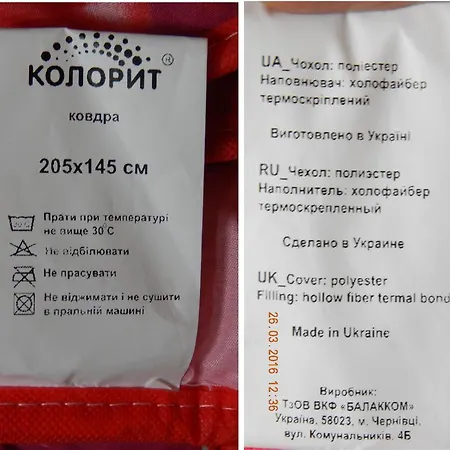 КОЛОРИТ®
ковдра
205х145 см
Прати при температурі
не вище 30°С
Не відбілювати
Не прасувати
Не віджимати і не сушити
в пральній машині
UA_Чохол: поліестер
Наповнювач: холофайбер
термоскріплений
Виготовлено в Україні
RU_Чехол: полиэстер
Наполнитель: холофайбер
термоскрепленный
Сделано в Украине
UK_Cover: polyester
Filling: hollow fiber termal bond
Made in Ukraine
26.03.2016 12:36
Виробник:
ТзОВ ВКФ «БАЛАККОМ»
Україна, 58023, м. Чернівці,
вул. Комунальників, 4Б